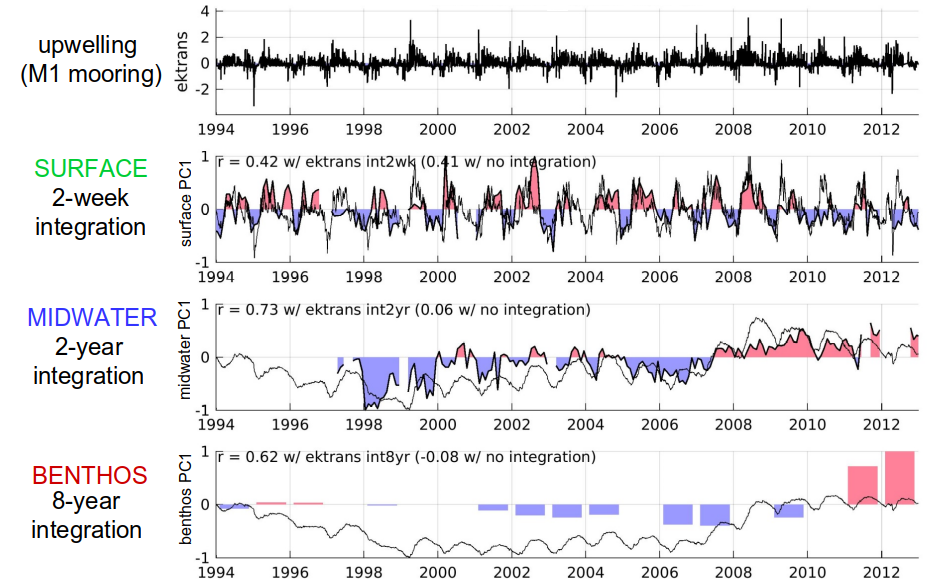 upwelling
(M1 mooring)
ektrans
4
2
0
-2
1994 1996 1998 2000 2002 2004 2006 2008 2010 2012
SURFACE
2-week
integration
surface PC1
1
0
-1
r = 0.42 w/ ektrans int2wk (0.41 w/ no integration)
1994 1996 1998 2000 2002 2004 2006 2008 2010 2012
MIDWATER
2-year
integration
midwater PC1
1
0
-1
r = 0.73 w/ ektrans int2yr (0.06 w/ no integration)
1994 1996 1998 2000 2002 2004 2006 2008 2010 2012
BENTHOS
8-year
integration
benthos PC1
1
0
-1
r = 0.62 w/ ektrans int8yr (-0.08 w/ no integration)
1994 1996 1998 2000 2002 2004 2006 2008 2010 2012